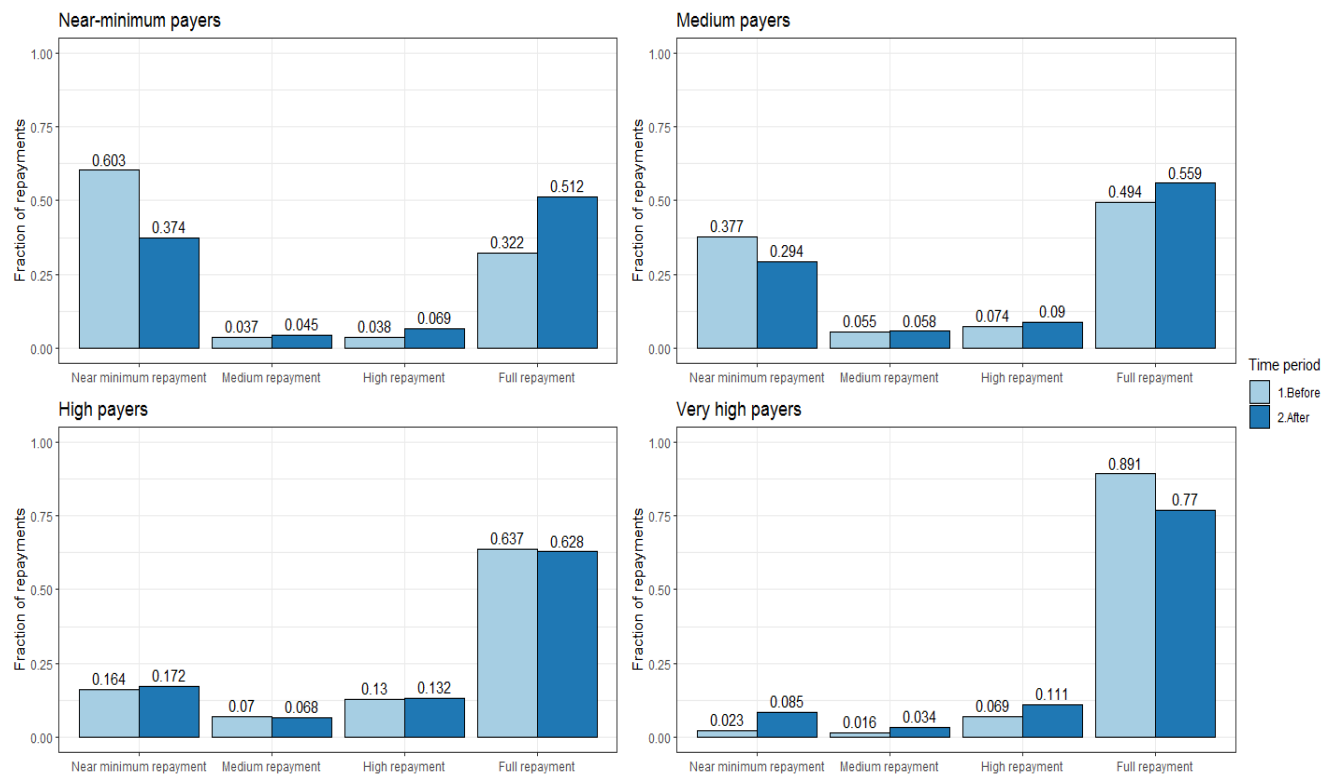 Near-minimum payers
Fraction of repayments
1.00
0.75
0.50
0.25
0.00
0.603
0.374
0.037
0.045
0.038
0.069
0.322
0.512
Near minimum repayment
Medium repayment
High repayment
Full repayment
Medium payers
Fraction of repayments
1.00
0.75
0.50
0.25
0.00
0.377
0.294
0.055
0.058
0.074
0.09
0.494
0.559
Near minimum repayment
Medium repayment
High repayment
Full repayment
High payers
Fraction of repayments
1.00
0.75
0.50
0.25
0.00
0.164
0.172
0.07
0.068
0.13
0.132
0.637
0.628
Near minimum repayment
Medium repayment
High repayment
Full repayment
Very high payers
Fraction of repayments
1.00
0.75
0.50
0.25
0.00
0.023
0.085
0.016
0.034
0.069
0.111
0.891
0.77
Near minimum repayment
Medium repayment
High repayment
Full repayment
Time period
1.Before
2.After